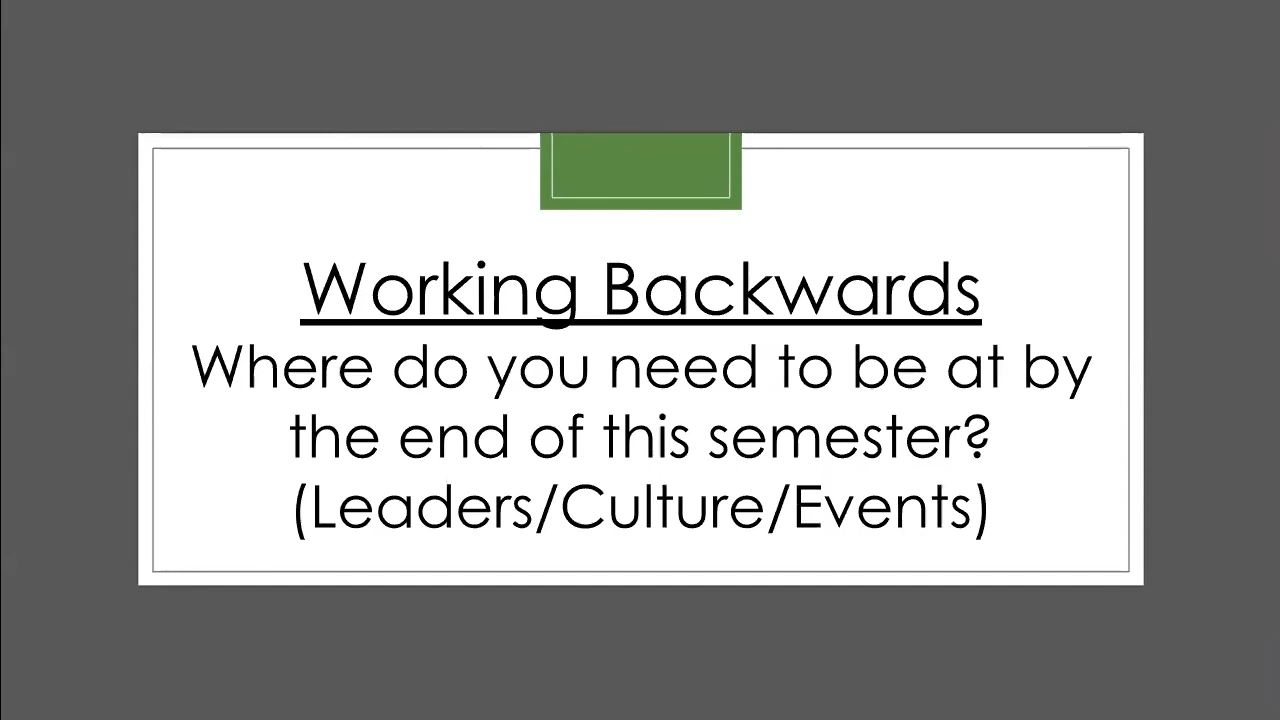 Working Backwards
Where do you need to be at by
the end of this semester?
(Leaders/Culture/Events)